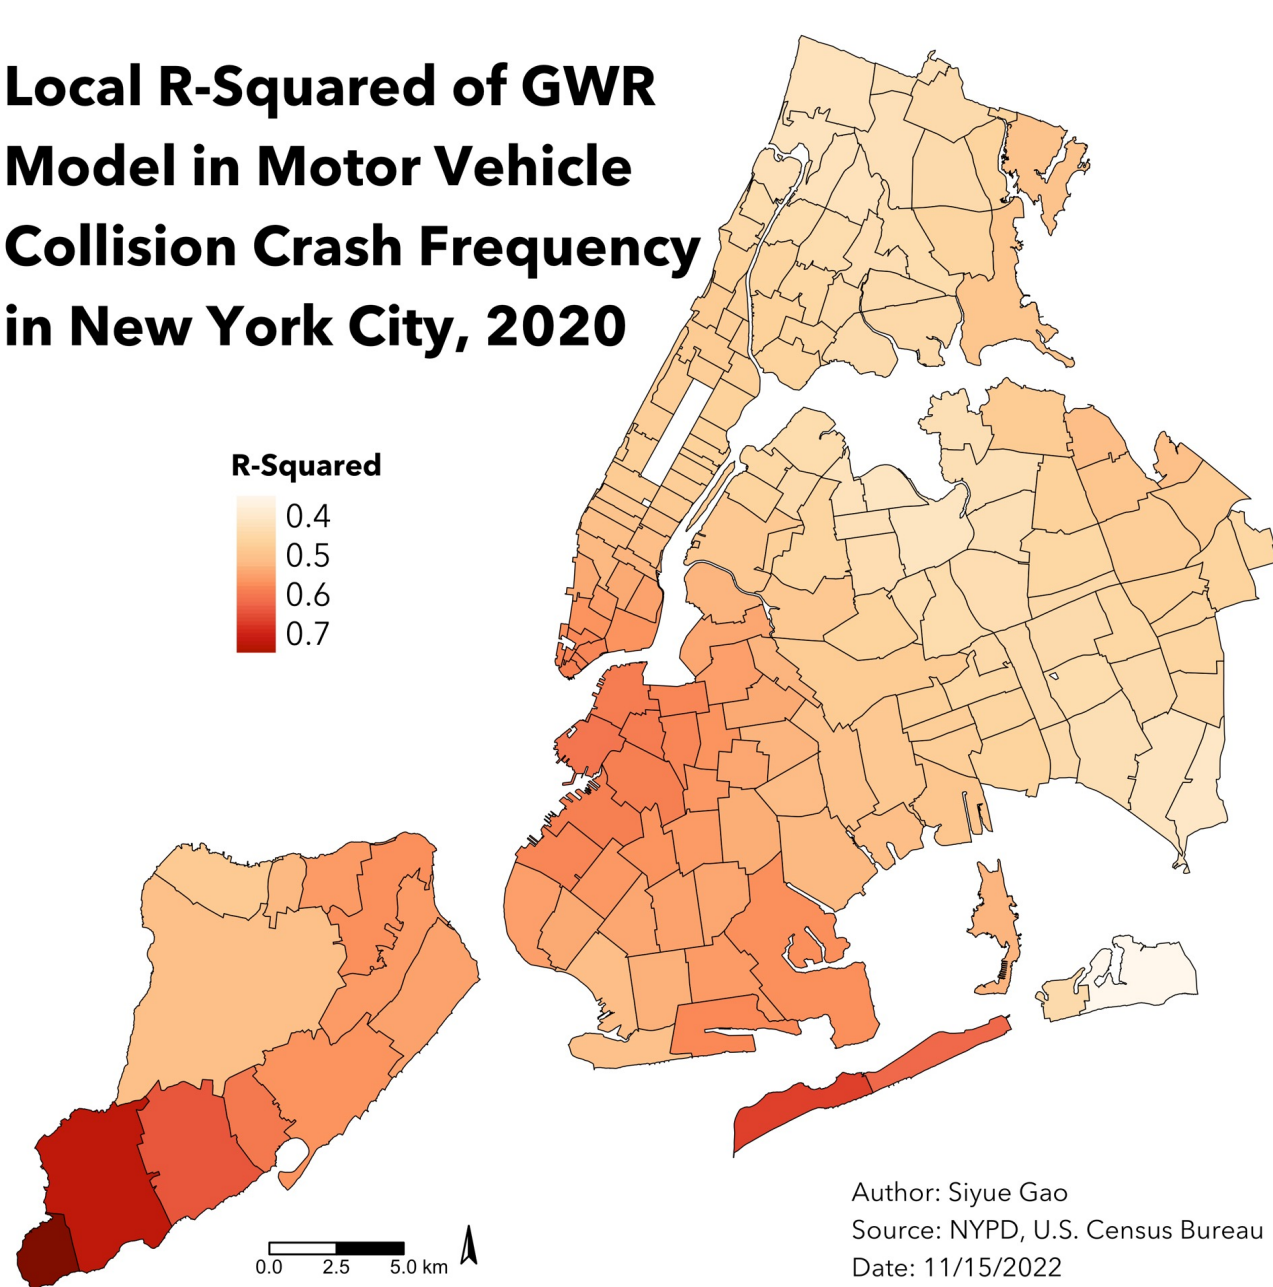 Local R-Squared of GWR
Model in Motor Vehicle
Collision Crash Frequency
in New York City, 2020
R-Squared
0.4
0.5
0.6
0.7
0.0 2.5 5.0 km
Author: Siyue Gao
Source: NYPD, U.S. Census Bureau
Date: 11/15/2022